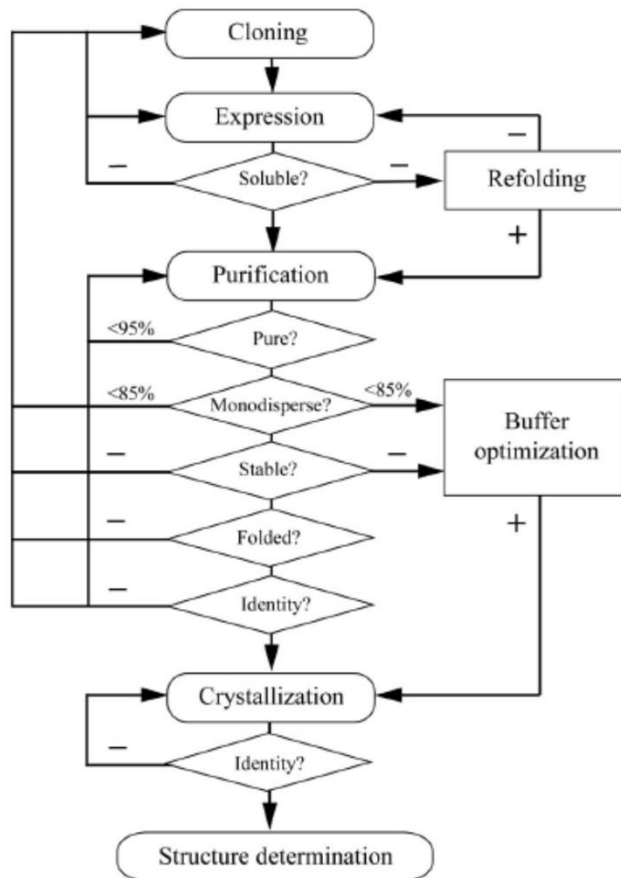 Cloning
Expression
–
Soluble?
–
–
Refolding
+
Purification
<95%
Pure?
<85%
Monodisperse?
<85%
Buffer
optimization
–
Stable?
–
+
–
Folded?
–
Identity?
Crystallization
–
Identity?
Structure determination